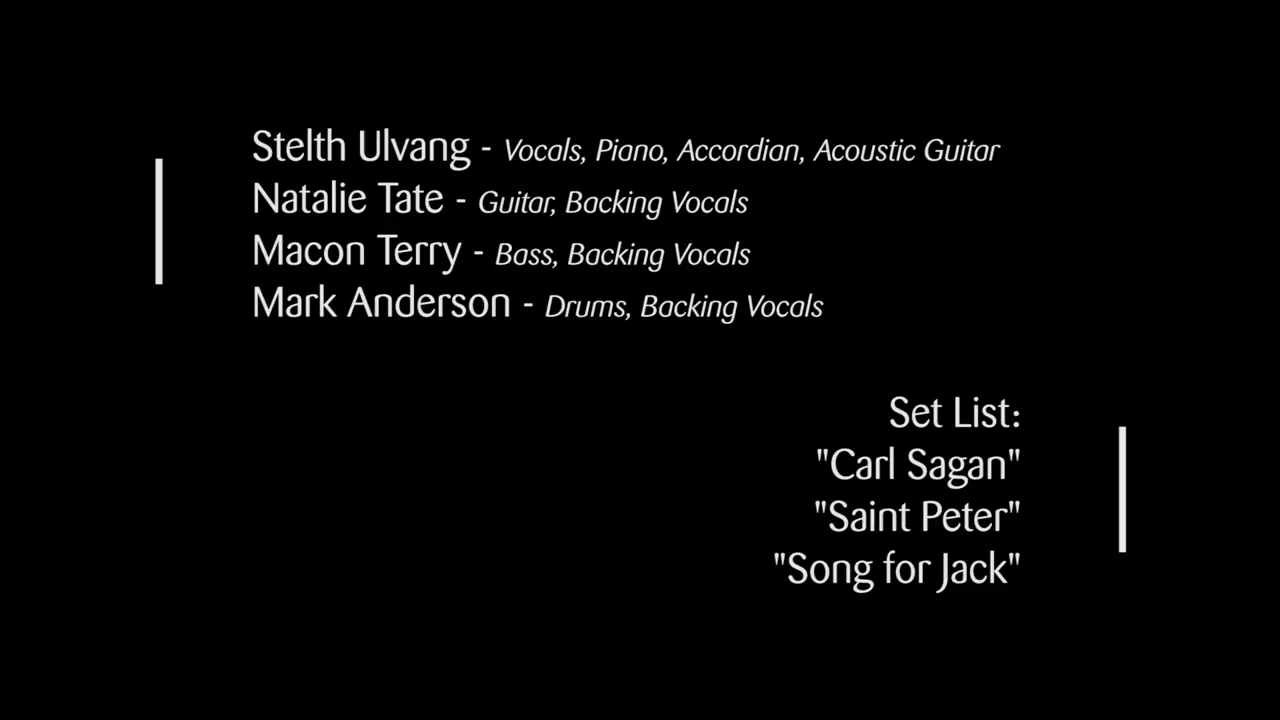 Stelth Ulvang - Vocals, Piano, Accordian, Acoustic Guitar
Natalie Tate - Guitar, Backing Vocals
Macon Terry - Bass, Backing Vocals
Mark Anderson - Drums, Backing Vocals
Set List:
"Carl Sagan"
"Saint Peter"
"Song for Jack"